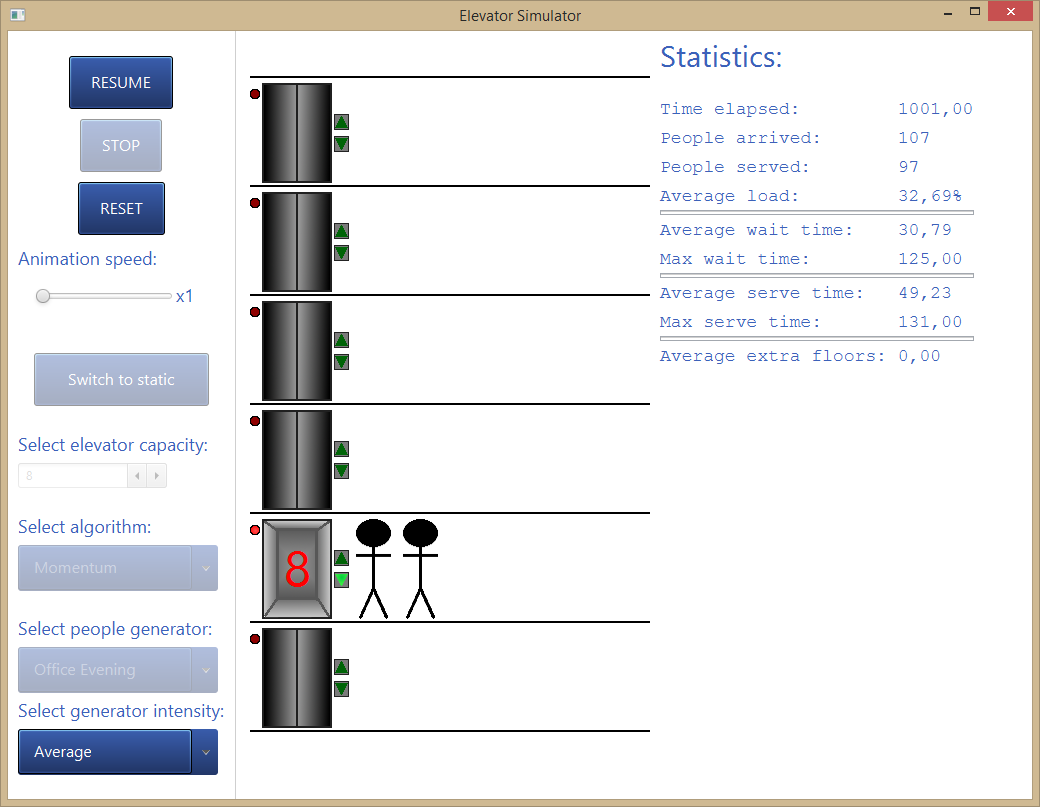 Elevator Simulator
RESUME
STOP
RESET
Animation speed:
x1
Switch to static
Select elevator capacity:
8
Select algorithm:
Momentum
Select people generator:
Office Evening
Select generator intensity:
Average
8
Statistics:
Time elapsed: 1001,00
People arrived: 107
People served: 97
Average load: 32,69%
Average wait time: 30,79
Max wait time: 125,00
Average serve time: 49,23
Max serve time: 131,00
Average extra floors: 0,00